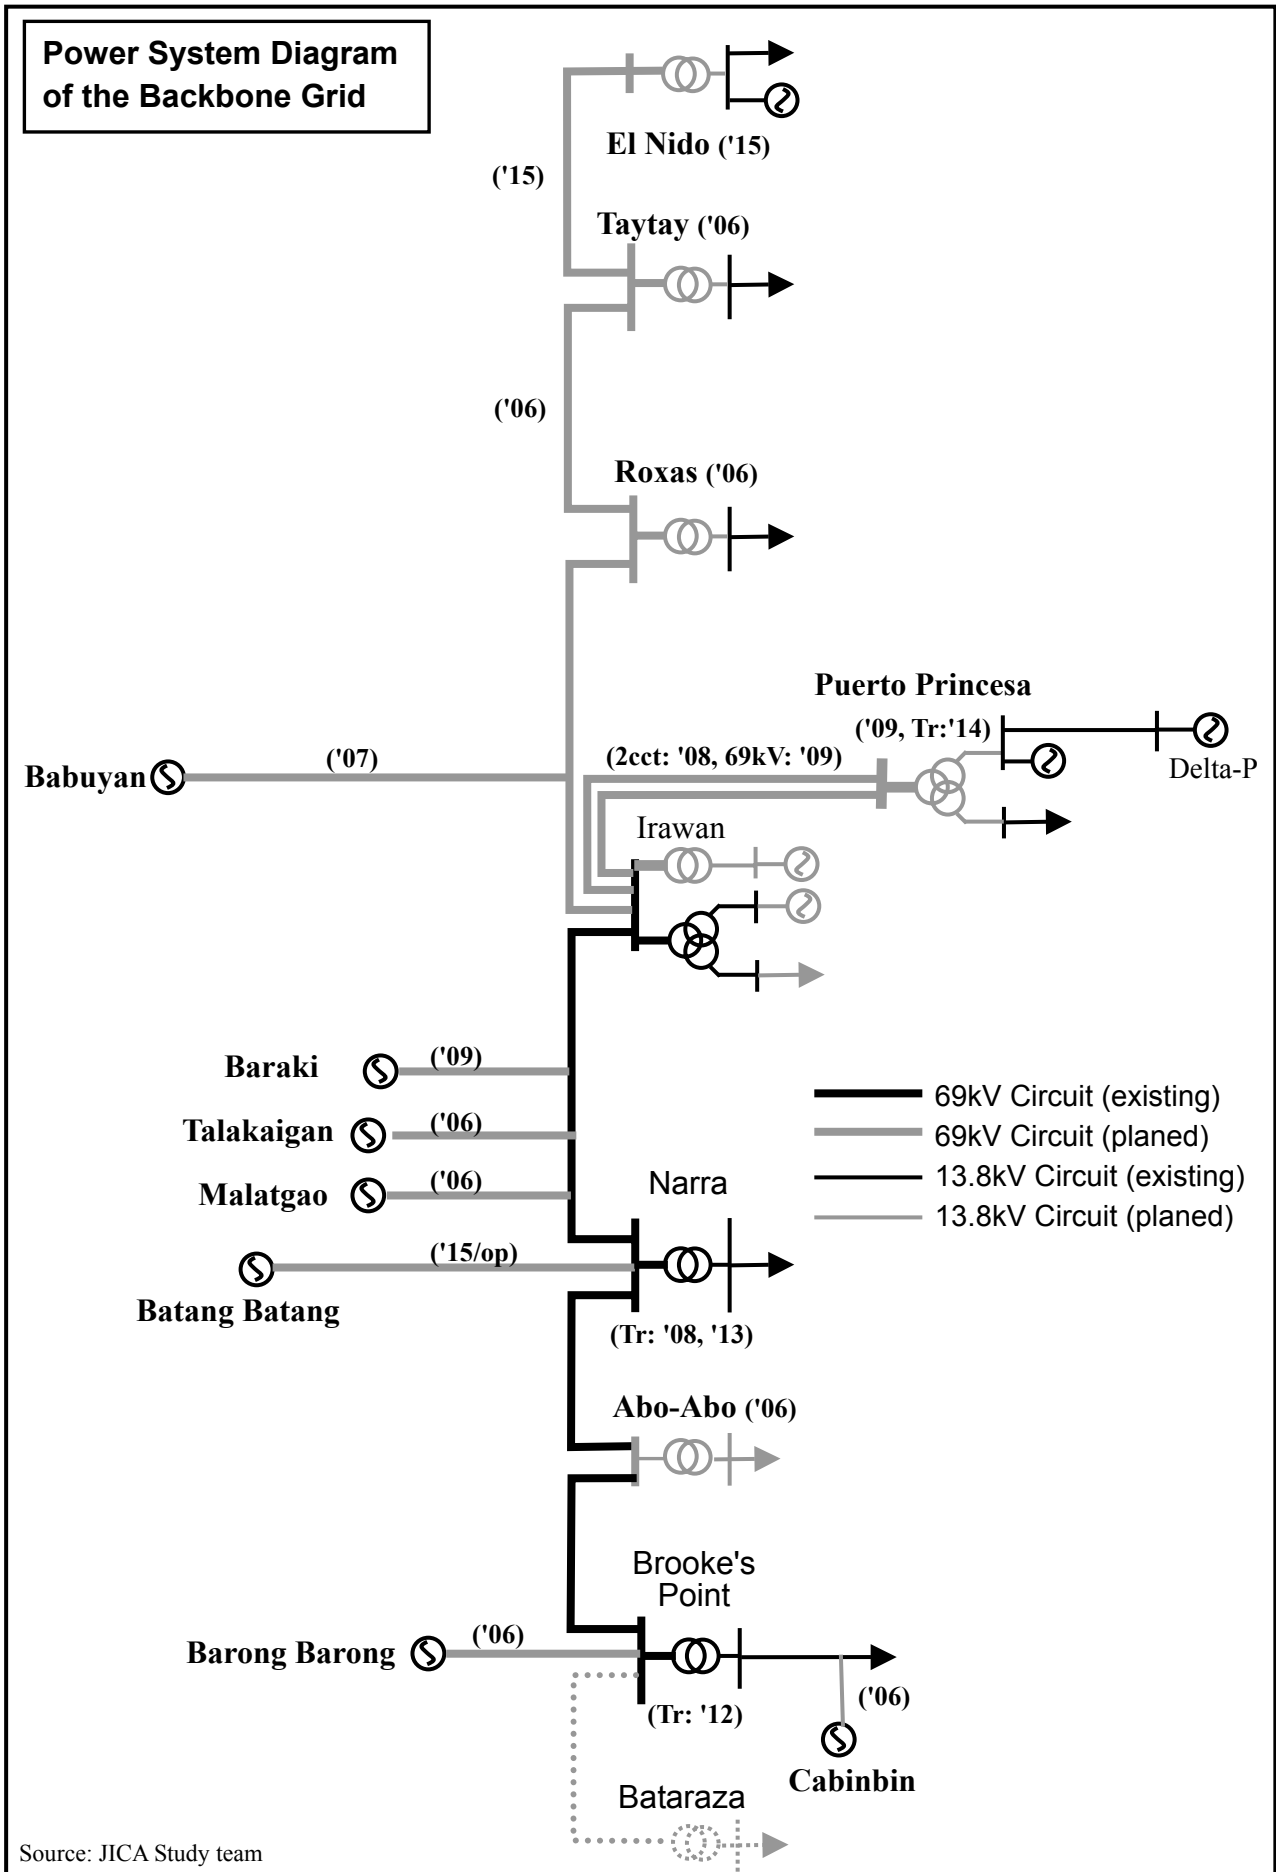 Power System Diagram
of the Backbone Grid
El Nido ('15)
('15)
Taytay ('06)
('06)
Roxas ('06)
Puerto Princesa
('09, Tr:'14)
(2cct: '08, 69kV: '09)
('07)
Babuyan
Delta-P
Irawan
Baraki
('09)
Talakaigan
('06)
Malatgao
('06)
69kV Circuit (existing)
69kV Circuit (planed)
13.8kV Circuit (existing)
13.8kV Circuit (planed)
Narra
('15/op)
Batang Batang
(Tr: '08, '13)
Abo-Abo ('06)
Brooke's
Point
Barong Barong
('06)
(Tr: '12)
('06)
Cabinbin
Bataraza
Source: JICA Study team